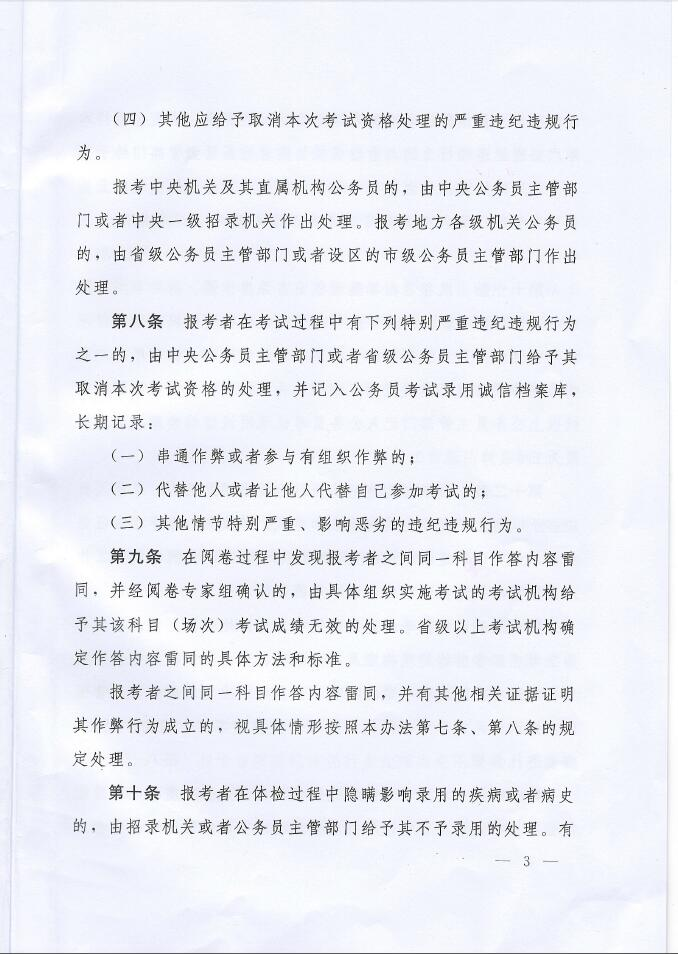 （四）其他应给予取消本次考试资格处理的严重违纪违规行
为。
报考中央机关及其直属机构公务员的，由中央公务员主管部
门或者中央一级招录机关作出处理。报考地方各级机关公务员
的，由省级公务员主管部门或者设区的市级公务员主管部门作出
处理。
第八条 报考者在考试过程中有下列特别严重违纪违规行为
之一的，由中央公务员主管部门或者省级公务员主管部门给予其
取消本次考试资格的处理，并记入公务员考试录用诚信档案库，
长期记录：
（一）串通作弊或者参与有组织作弊的；
（二）代替他人或者让他人代替自己参加考试的；
（三）其他情节特别严重、影响恶劣的违纪违规行为。
第九条 在阅卷过程中发现报考者之间同一科目作答内容雷
同，并经阅卷专家组确认的，由具体组织实施考试的考试机构给
予其该科目（场次）考试成绩无效的处理。省级以上考试机构确
定作答内容雷同的具体方法和标准。
报考者之间同一科目作答内容雷同，并有其他相关证据证明
其作弊行为成立的，视具体情形按照本办法第七条、第八条的规
定处理。
第十条 报考者在体检过程中隐瞒影响录用的疾病或者病史
的，由招录机关或者公务员主管部门给予其不予录用的处理。有
— 3 —